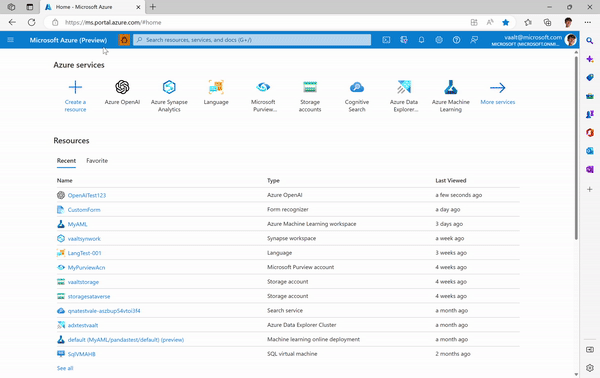 Home - Microsoft Azure
https://ms.portal.azure.com/#home
Microsoft Azure (Preview)
Search resources, services, and docs (G+/)
vaalt@microsoft.com
Azure services
Create a resource
Azure OpenAI
Azure Synapse Analytics
Language
Microsoft Purview...
Storage accounts
Cognitive Search
Azure Data Explorer...
Azure Machine Learning
More services
Resources
Recent Favorite
Name Type Last Viewed
OpenAITest123 Azure OpenAI a few seconds ago
CustomForm Form recognizer a day ago
MyAML Azure Machine Learning workspace 3 days ago
vaaltsynwork Synapse workspace a week ago
LangTest-001 Language 3 weeks ago
MyPurviewAcn Microsoft Purview account 4 weeks ago
vaaltstorage Storage account 4 weeks ago
storagesataverse Storage account 4 weeks ago
qnatextvale-aszbup54vtoi3f4 Search service a month ago
adxtestvaalt Azure Data Explorer Cluster a month ago
default (MyAML/pandastest/default) (preview) Machine learning online deployment a month ago
SqlVMAHB SQL virtual machine 2 months ago
See all